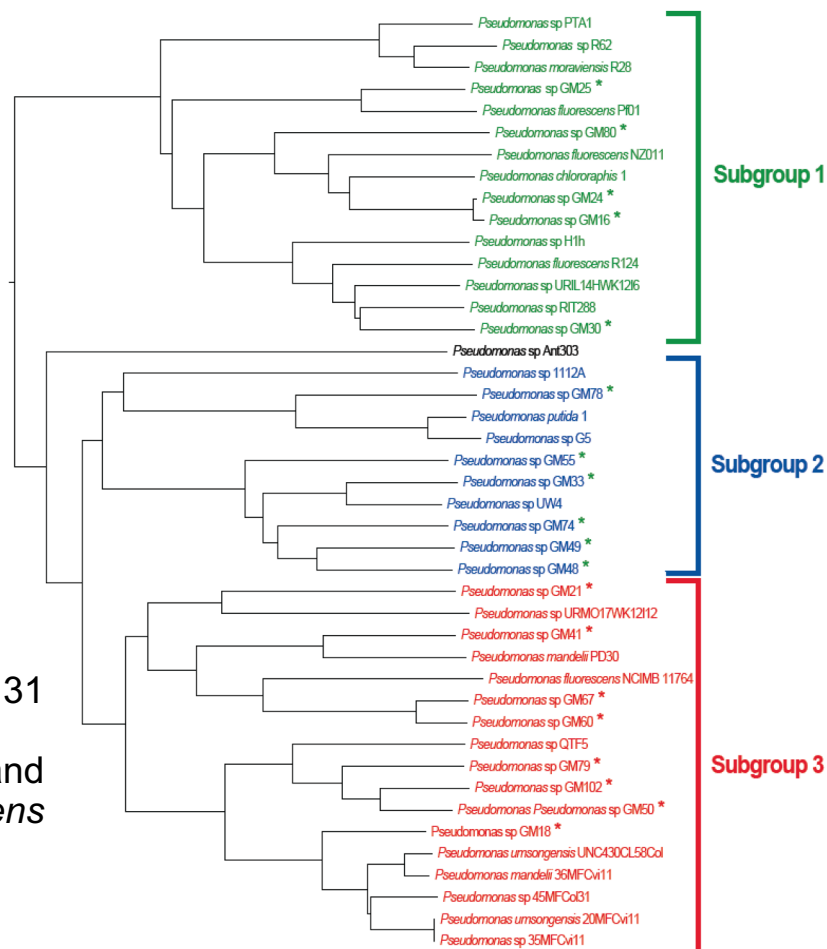 Pseudomonas sp PTA1
Pseudomonas sp R62
Pseudomonas moraviensis R28
Pseudomonas sp GM25 *
Pseudomonas fluorescens Pf01
Pseudomonas sp GM80 *
Pseudomonas fluorescens NZ011
Pseudomonas chlororaphis 1
Subgroup 1
Pseudomonas sp GM24 *
Pseudomonas sp GM16 *
Pseudomonas sp H1h
Pseudomonas fluorescens R124
Pseudomonas sp URIL14HWK12I6
Pseudomonas sp RIT288
Pseudomonas sp GM30 *
Pseudomonas sp Ant303
Pseudomonas sp 1112A
Pseudomonas sp GM78 *
Pseudomonas putida 1
Pseudomonas sp G5
Pseudomonas sp GM55 *
Subgroup 2
Pseudomonas sp GM33 *
Pseudomonas sp UW4
Pseudomonas sp GM74 *
Pseudomonas sp GM49 *
Pseudomonas sp GM48 *
Pseudomonas sp GM21 *
Pseudomonas sp URMO17WK12I12
Pseudomonas sp GM41 *
Pseudomonas mandelii PD30
Pseudomonas fluorescens NCIMB 11764
31
Pseudomonas sp GM67 *
Pseudomonas sp GM60 *
Pseudomonas sp QTF5
and
Pseudomonas sp GM79 *
Subgroup 3
Pseudomonas sp GM102 *
Pseudomonas Pseudomonas sp GM50 *
ens
Pseudomonas sp GM18 *
Pseudomonas umsongensis UNC430CL58Col
Pseudomonas mandelii 36MFCvi11
Pseudomonas sp 45MFCol31
Pseudomonas umsongensis 20MFCvi11
Pseudomonas sp 35MFCvi11